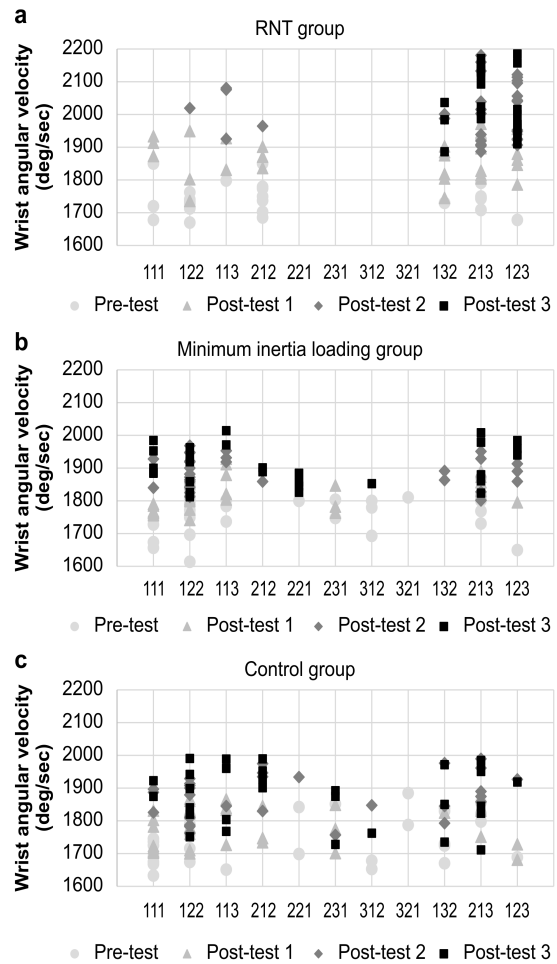 a
RNT group
Wrist angular velocity
(deg/sec)
2200
2100
2000
1900
1800
1700
1600
111 122 113 212 221 231 312 321 132 213 123
Pre-test Post-test 1 Post-test 2 Post-test 3
b
Minimum inertia loading group
Wrist angular velocity
(deg/sec)
2200
2100
2000
1900
1800
1700
1600
111 122 113 212 221 231 312 321 132 213 123
Pre-test Post-test 1 Post-test 2 Post-test 3
c
Control group
Wrist angular velocity
(deg/sec)
2200
2100
2000
1900
1800
1700
1600
111 122 113 212 221 231 312 321 132 213 123
Pre-test Post-test 1 Post-test 2 Post-test 3